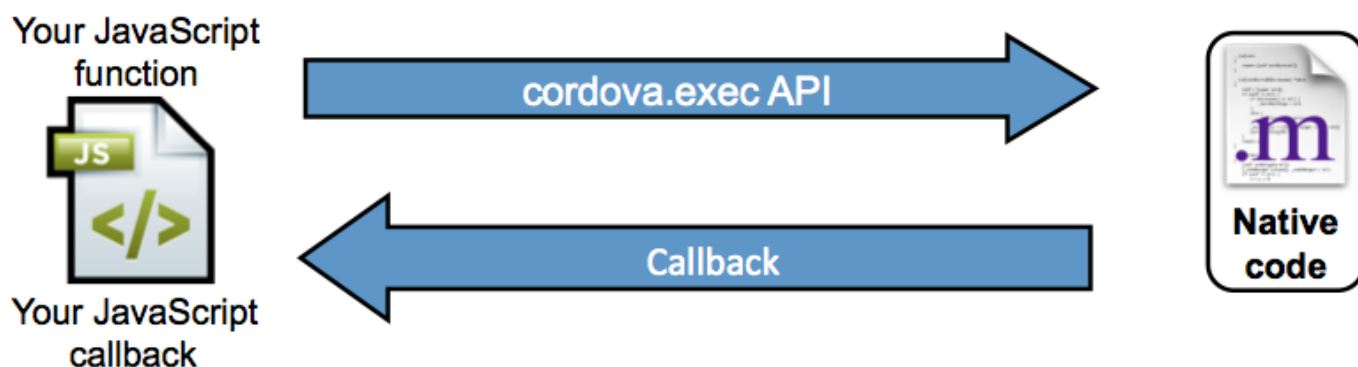 Your JavaScript
function
cordova.exec API
JS
</>
.m
Callback
Native
code
Your JavaScript
callback